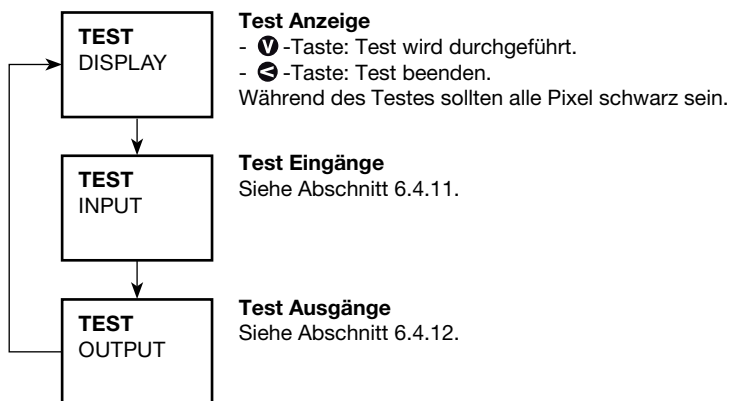 TEST
DISPLAY
Test Anzeige
- V -Taste: Test wird durchgeführt.
- < -Taste: Test beenden.
Während des Testes sollten alle Pixel schwarz sein.
TEST
INPUT
Test Eingänge
Siehe Abschnitt 6.4.11.
TEST
OUTPUT
Test Ausgänge
Siehe Abschnitt 6.4.12.